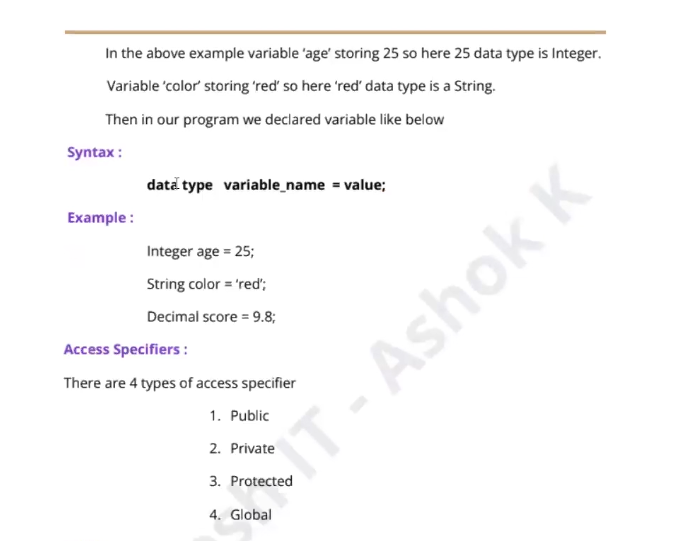 In the above example variable ‘age’ storing 25 so here 25 data type is Integer.
Variable ‘color’ storing ‘red’ so here ‘red’ data type is a String.
Then in our program we declared variable like below
Syntax :
data type variable_name = value;
Example :
Integer age = 25;
String color = ‘red’;
Decimal score = 9.8;
Access Specifiers :
There are 4 types of access specifier
1. Public
2. Private
3. Protected
4. Global
IT - Ashok K